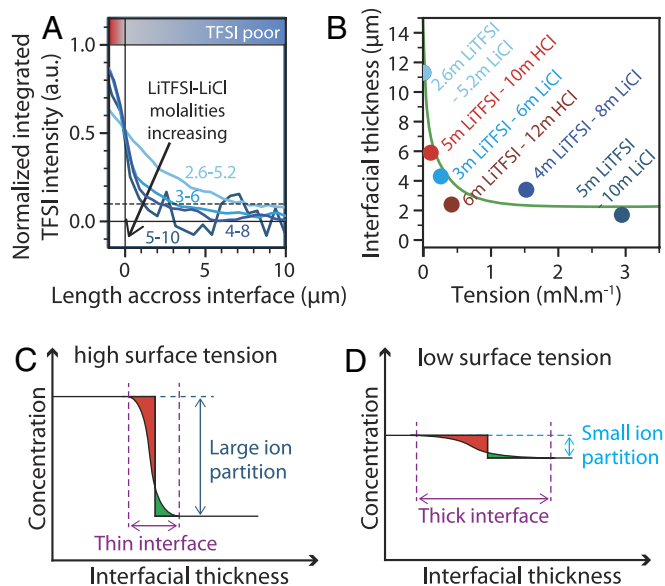 A
TFSI poor
1.0
0.5
0.0
Normalized integrated
TFSI intensity (a.u.)
LiTFSI-LiCl
molalities
increasing
2.6-5.2
3-6
5-10
4-8
0
2
4
6
8
10
Length accross interface (µm)
B
Interfacial thickness (µm)
14
12
10
8
6
4
2
0
2.6m LiTFSI
- 5.2m LiCl
5m LiTFSI - 10m HCl
3m LiTFSI - 6m LiCl
6m LiTFSI - 12m HCl
4m LiTFSI - 8m LiCl
5m LiTFSI
- 10m LiCl
0
1
2
3
Tension (mN.m⁻¹)
C
high surface tension
Concentration
Large ion
partition
Thin interface
Interfacial thickness
D
low surface tension
Concentration
Small ion
partition
Thick interface
Interfacial thickness